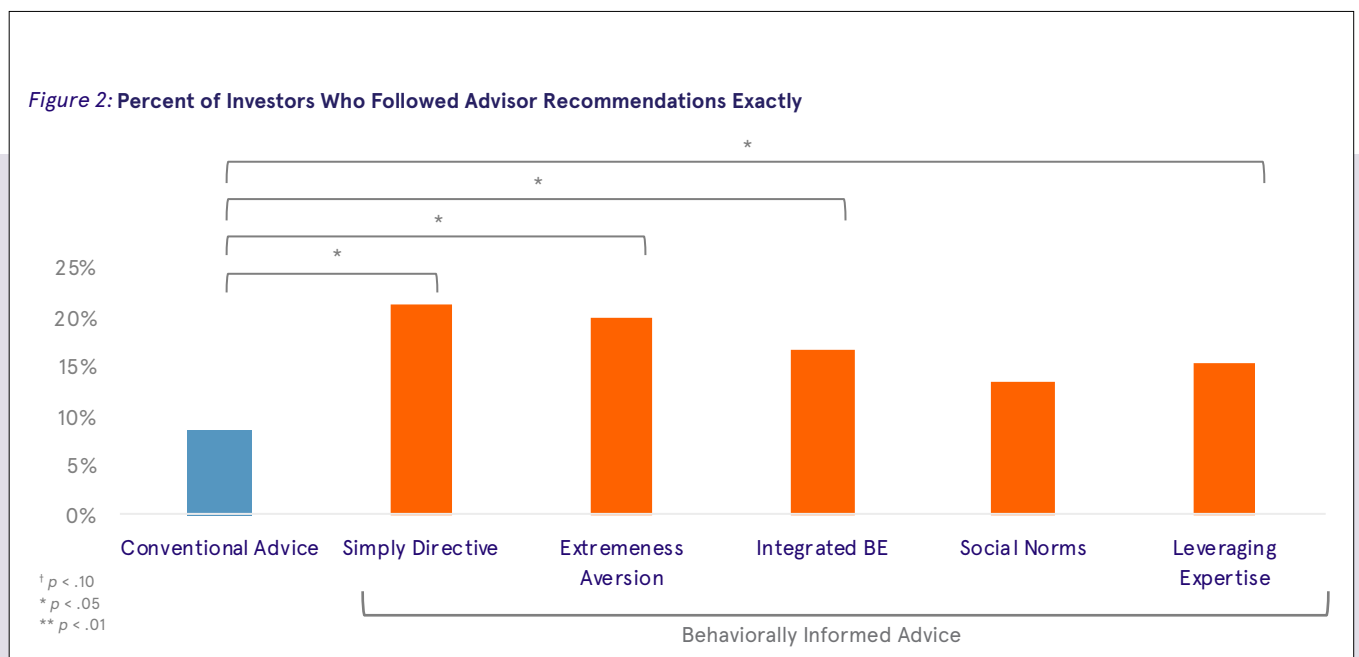 Figure 2: Percent of Investors Who Followed Advisor Recommendations Exactly
*
*
*
*
25%
20%
15%
10%
5%
0%
Conventional Advice
Simply Directive
Extremeness
Aversion
Integrated BE
Social Norms
Leveraging
Expertise
† p < .10
* p < .05
** p < .01
Behaviorally Informed Advice